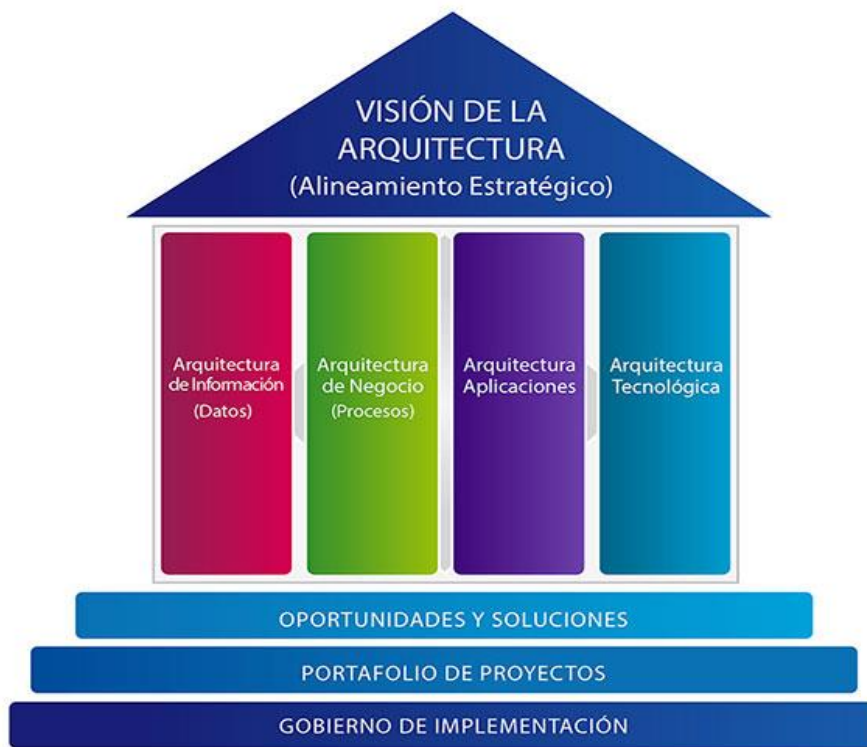 VISIÓN DE LA
ARQUITECTURA
(Alineamiento Estratégico)
Arquitectura
de Información
(Datos)
Arquitectura
de Negocio
(Procesos)
Arquitectura
Aplicaciones
Arquitectura
Tecnológica
OPORTUNIDADES Y SOLUCIONES
PORTAFOLIO DE PROYECTOS
GOBIERNO DE IMPLEMENTACIÓN